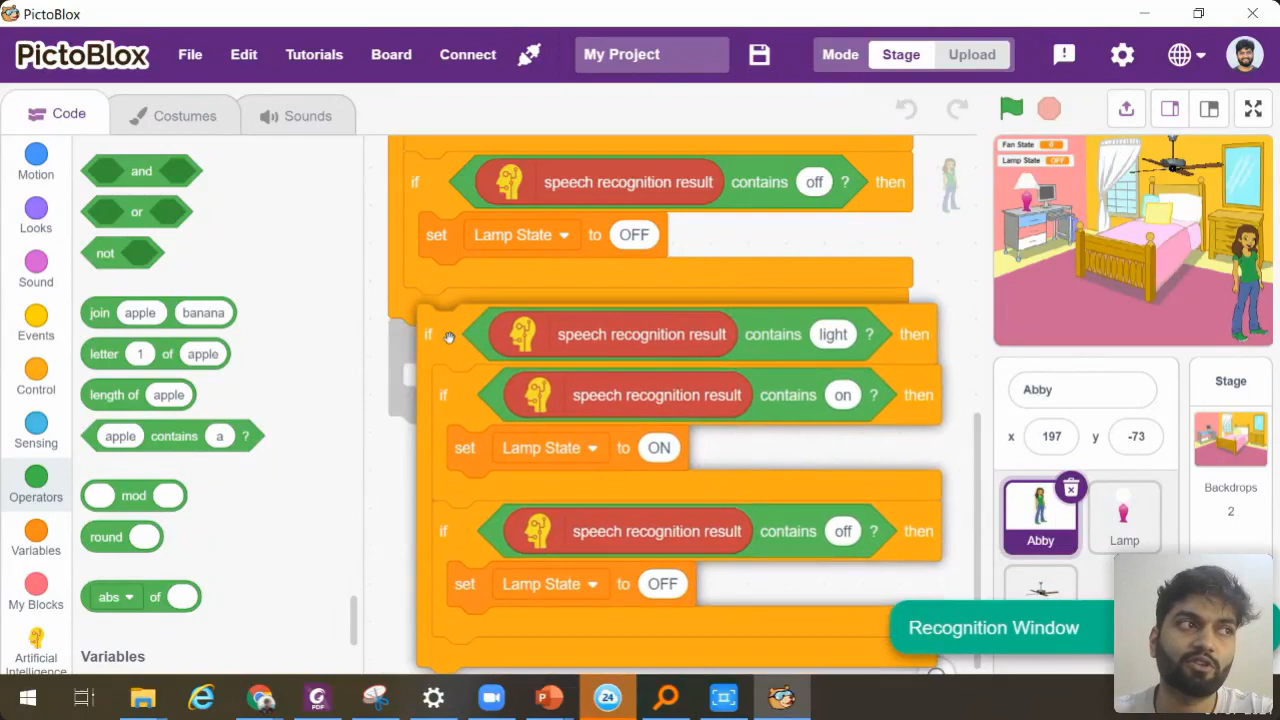 PictoBlox
PictoBlox File Edit Tutorials Board Connect My Project Mode Stage Upload
Code Costumes Sounds
Motion
Looks
Sound
Events
Control
Sensing
Operators
Variables
My Blocks
Artificial
Intelligence
and
or
not
join apple banana
letter 1 of apple
length of apple
apple contains a ?
mod
round
abs of
Variables
if speech recognition result contains off ? then
set Lamp State to OFF
if speech recognition result contains light ? then
if speech recognition result contains on ? then
set Lamp State to ON
if speech recognition result contains off ? then
set Lamp State to OFF
Fan State 0
Lamp State OFF
Abby
x 197 y -73
Abby
Lamp
Stage
Backdrops
2
Recognition Window
24